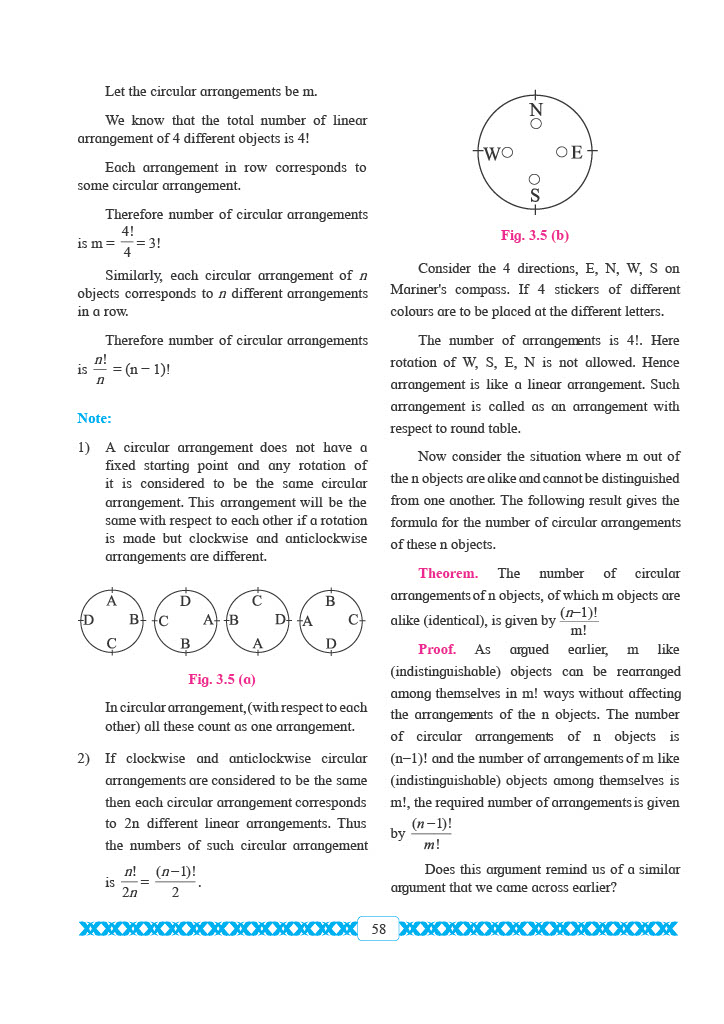 Let the circular arrangements be m.
We know that the total number of linear
arrangement of 4 different objects is 4!
Each arrangement in row corresponds to
some circular arrangement.
Therefore number of circular arrangements
is m = 4!/4 = 3!
Similarly, each circular arrangement of n
objects corresponds to n different arrangements
in a row.
Therefore number of circular arrangements
is n!/n = (n − 1)!
Note:
1) A circular arrangement does not have a
fixed starting point and any rotation of
it is considered to be the same circular
arrangement. This arrangement will be the
same with respect to each other if a rotation
is made but clockwise and anticlockwise
arrangements are different.
A D C B
D B C A B D A C
C B A D
Fig. 3.5 (a)
In circular arrangement, (with respect to each
other) all these count as one arrangement.
2) If clockwise and anticlockwise circular
arrangements are considered to be the same
then each circular arrangement corresponds
to 2n different linear arrangements. Thus
the numbers of such circular arrangement
is n!/2n = (n−1)!/2 .
N
W E
S
Fig. 3.5 (b)
Consider the 4 directions, E, N, W, S on
Mariner's compass. If 4 stickers of different
colours are to be placed at the different letters.
The number of arrangements is 4!. Here
rotation of W, S, E, N is not allowed. Hence
arrangement is like a linear arrangement. Such
arrangement is called as an arrangement with
respect to round table.
Now consider the situation where m out of
the n objects are alike and cannot be distinguished
from one another. The following result gives the
formula for the number of circular arrangements
of these n objects.
Theorem. The number of circular
arrangements of n objects, of which m objects are
alike (identical), is given by (n–1)!/m!
Proof. As argued earlier, m like
(indistinguishable) objects can be rearranged
among themselves in m! ways without affecting
the arrangements of the n objects. The number
of circular arrangements of n objects is
(n−1)! and the number of arrangements of m like
(indistinguishable) objects among themselves is
m!, the required number of arrangements is given
by (n−1)!/m!
Does this argument remind us of a similar
argument that we came across earlier?
58